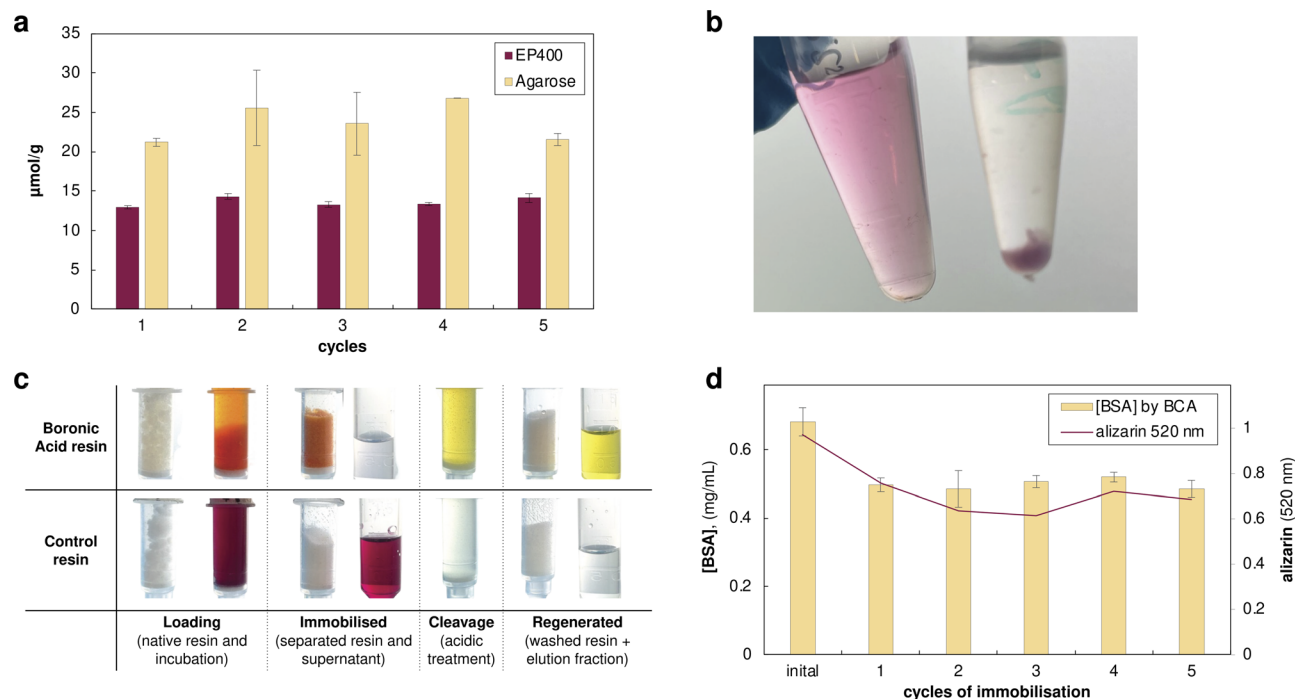 a
35
30
25
20
15
10
5
0
µmol/g
EP400
Agarose
1 2 3 4 5
cycles
b
C2
c
Boronic
Acid resin
Control
resin
Loading
(native resin and
incubation)
Immobilised
(separated resin and
supernatant)
Cleavage
(acidic
treatment)
Regenerated
(washed resin +
elution fraction)
d
[BSA] by BCA
alizarin 520 nm
0.6
0.4
0.2
0
[BSA], (mg/mL)
1
0.8
0.6
0.4
0.2
0
alizarin (520 nm)
inital 1 2 3 4 5
cycles of immobilisation